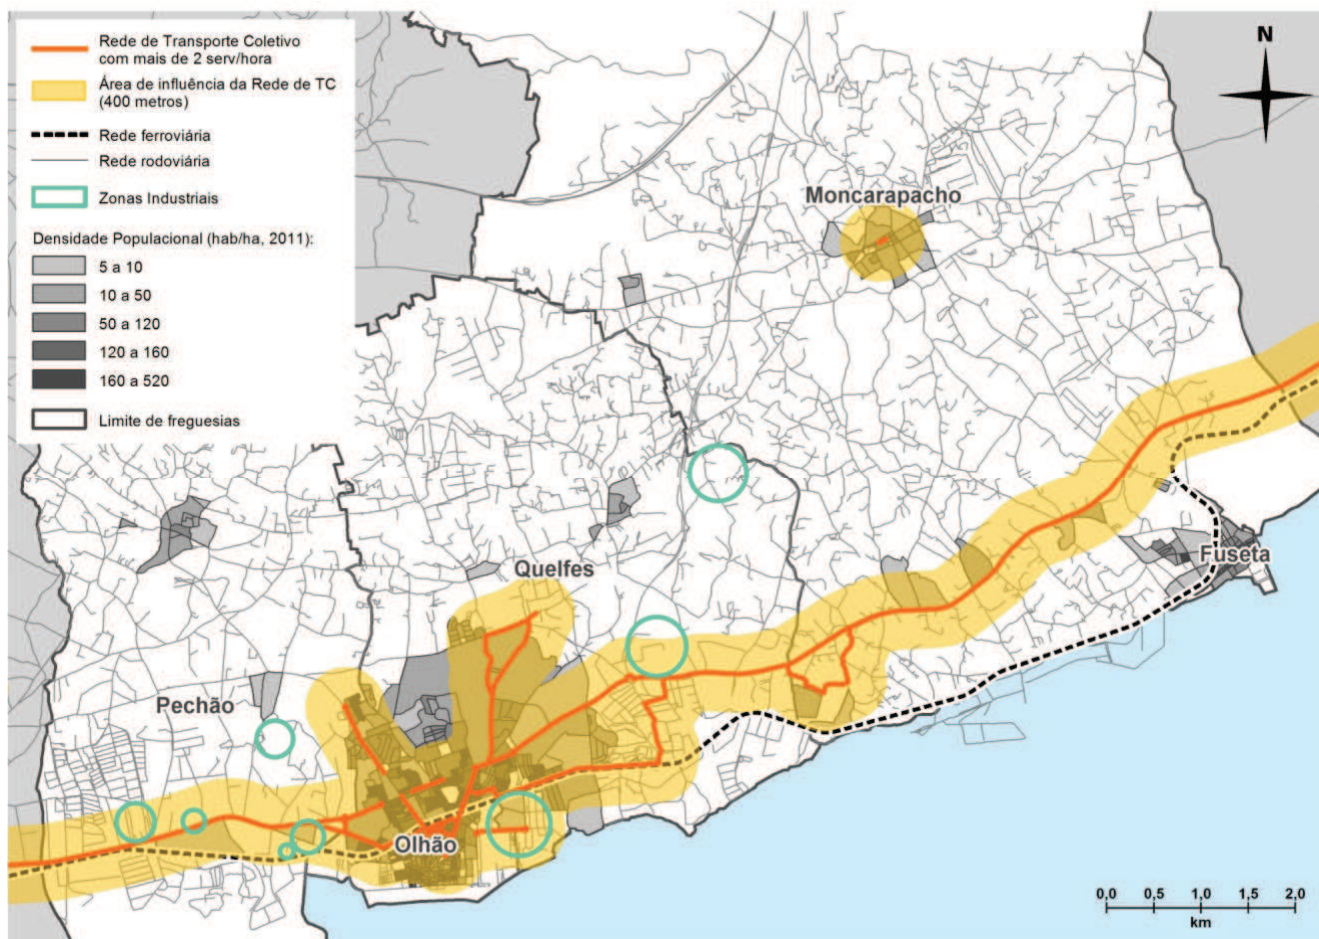 Rede de Transporte Coletivo
com mais de 2 serv/hora
Área de influência da Rede de TC
(400 metros)
Rede ferroviária
Rede rodoviária
Zonas Industriais
Densidade Populacional (hab/ha, 2011):
5 a 10
10 a 50
50 a 120
120 a 160
160 a 520
Limite de freguesias
N
Moncarapacho
Quelfes
Fuseta
Pechão
Olhão
0,0 0,5 1,0 1,5 2,0
km